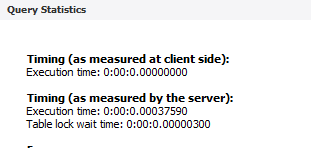 Query Statistics
Timing (as measured at client side):
Execution time: 0:00:0.00000000
Timing (as measured by the server):
Execution time: 0:00:0.00037590
Table lock wait time: 0:00:0.00000300